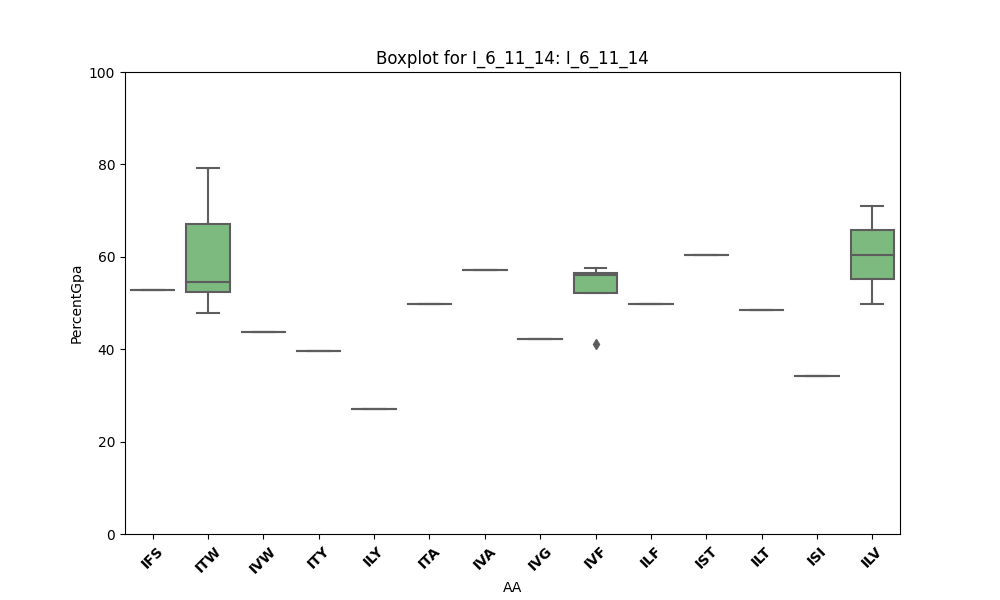 Boxplot for I_6_11_14: I_6_11_14
100
80
60
40
20
0
PercentGpa
IFS ITW IVW ITY ILY ITA IVA IVG IVF ILF IST ILT ISI ILV
AA